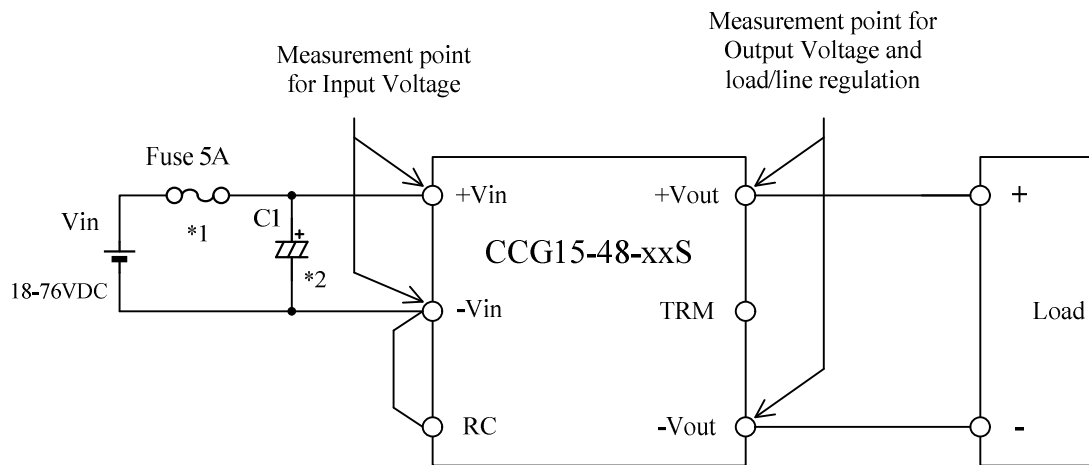 Measurement point
for Input Voltage
Measurement point for
Output Voltage and
load/line regulation
Fuse 5A
*1
Vin
18-76VDC
C1
+
*2
+Vin
+Vout
CCG15-48-xxS
-Vin
TRM
RC
-Vout
+
Load
-